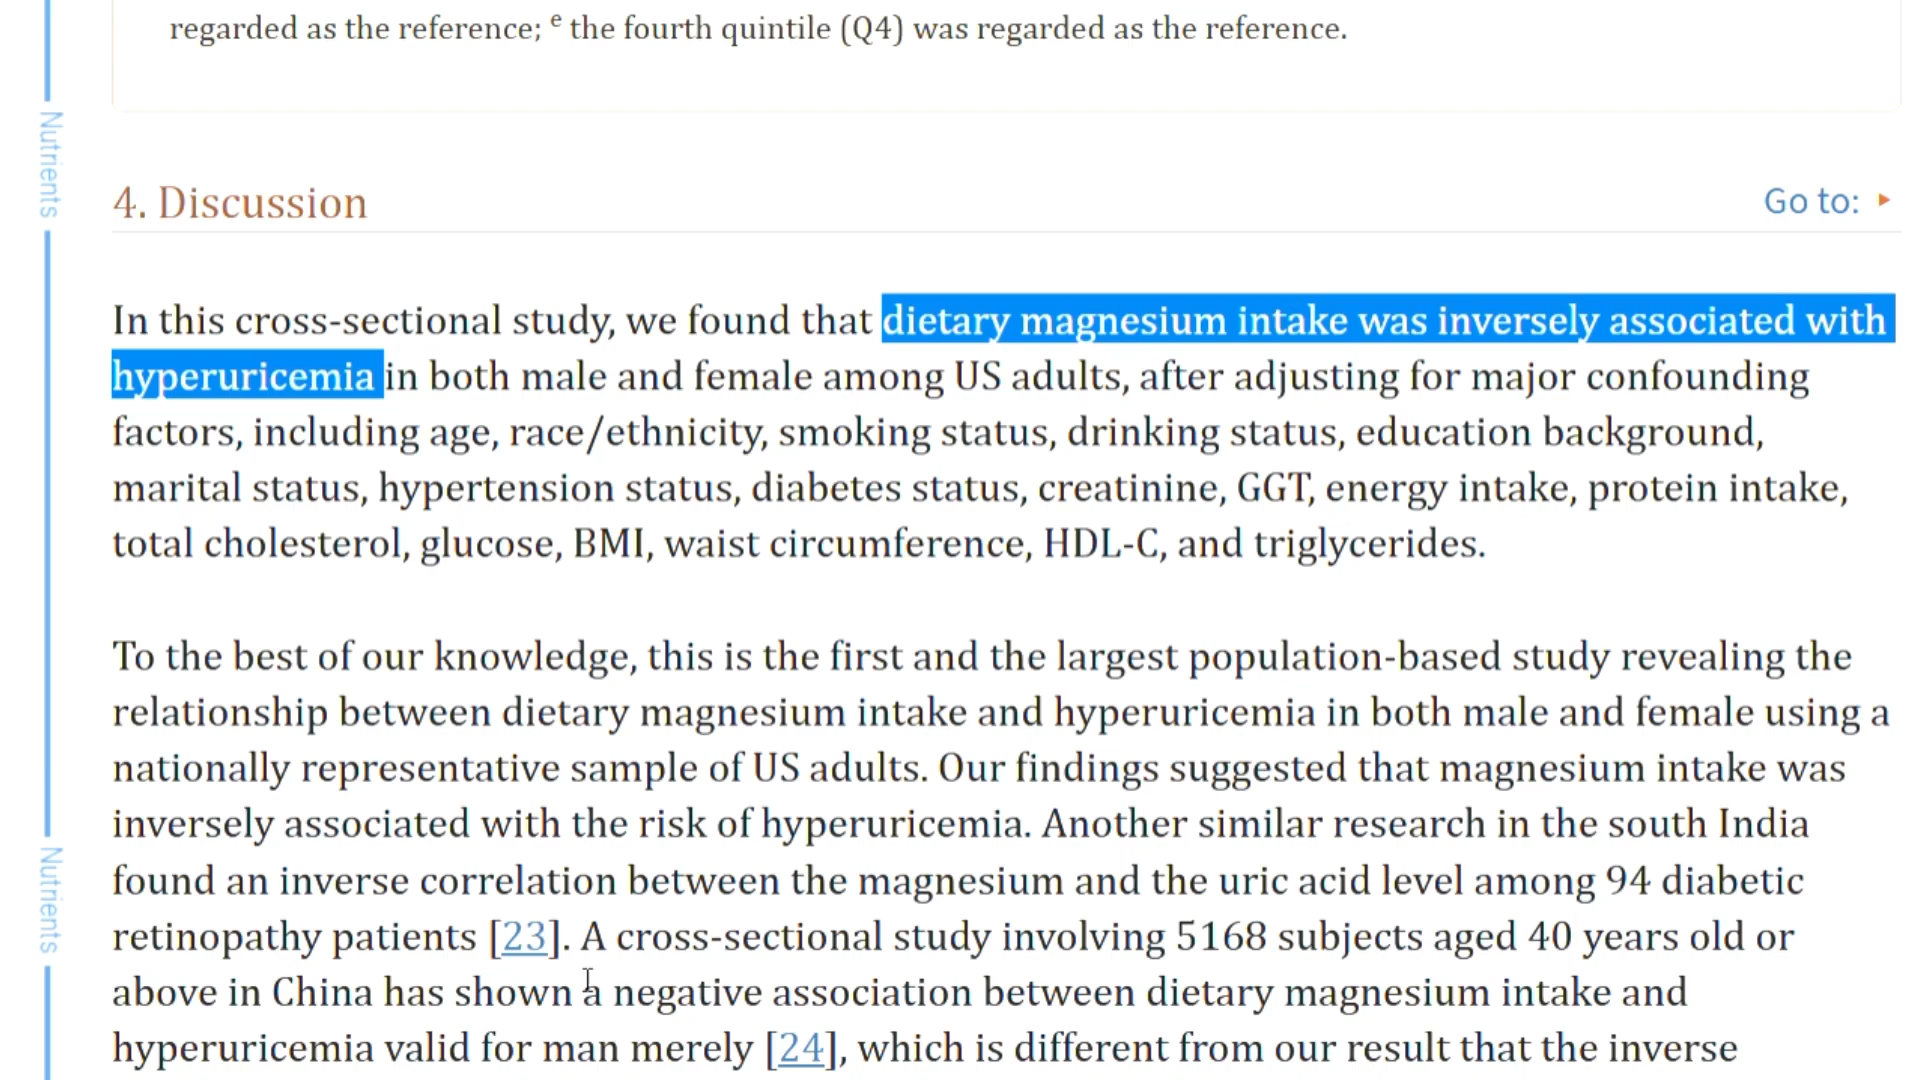 regarded as the reference; e the fourth quintile (Q4) was regarded as the reference.
Nutrients
4. Discussion
Go to:
In this cross-sectional study, we found that dietary magnesium intake was inversely associated with
hyperuricemia in both male and female among US adults, after adjusting for major confounding
factors, including age, race/ethnicity, smoking status, drinking status, education background,
marital status, hypertension status, diabetes status, creatinine, GGT, energy intake, protein intake,
total cholesterol, glucose, BMI, waist circumference, HDL-C, and triglycerides.
To the best of our knowledge, this is the first and the largest population-based study revealing the
relationship between dietary magnesium intake and hyperuricemia in both male and female using a
nationally representative sample of US adults. Our findings suggested that magnesium intake was
inversely associated with the risk of hyperuricemia. Another similar research in the south India
found an inverse correlation between the magnesium and the uric acid level among 94 diabetic
retinopathy patients [23]. A cross-sectional study involving 5168 subjects aged 40 years old or
above in China has shown a negative association between dietary magnesium intake and
hyperuricemia valid for man merely [24], which is different from our result that the inverse
Nutrients